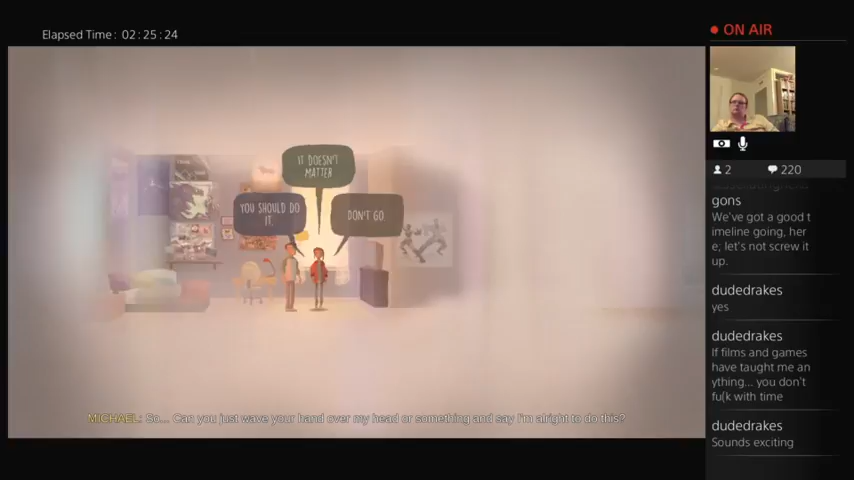 Elapsed Time: 02:25:24
ON AIR
2
220
gons
We've got a good t
imeline going, her
e; let's not screw it
up.
dudedrakes
yes
dudedrakes
If films and games
have taught me an
ything... you don't
fu(k with time
dudedrakes
Sounds exciting
IT DOESN'T
MATTER
YOU SHOULD DO
IT.
DON'T GO.
MICHAEL: So... Can you just wave your hand over my head or something and say I'm alright to do this?